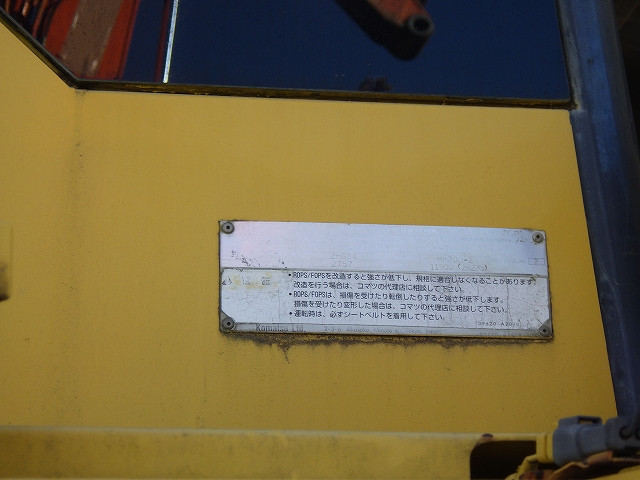 • ROPS/FOPSを改造すると強さが低下し、規格に適合しなくなることがあります。
改造を行う場合は、コマツの代理店に相談して下さい。
• ROPS/FOPSは、損傷を受けたり転倒したりすると強さが低下します。
損傷を受けたり変形した場合は、コマツの代理店に相談して下さい。
• 運転時は、必ずシートベルトを着用して下さい。
Komatsu Ltd